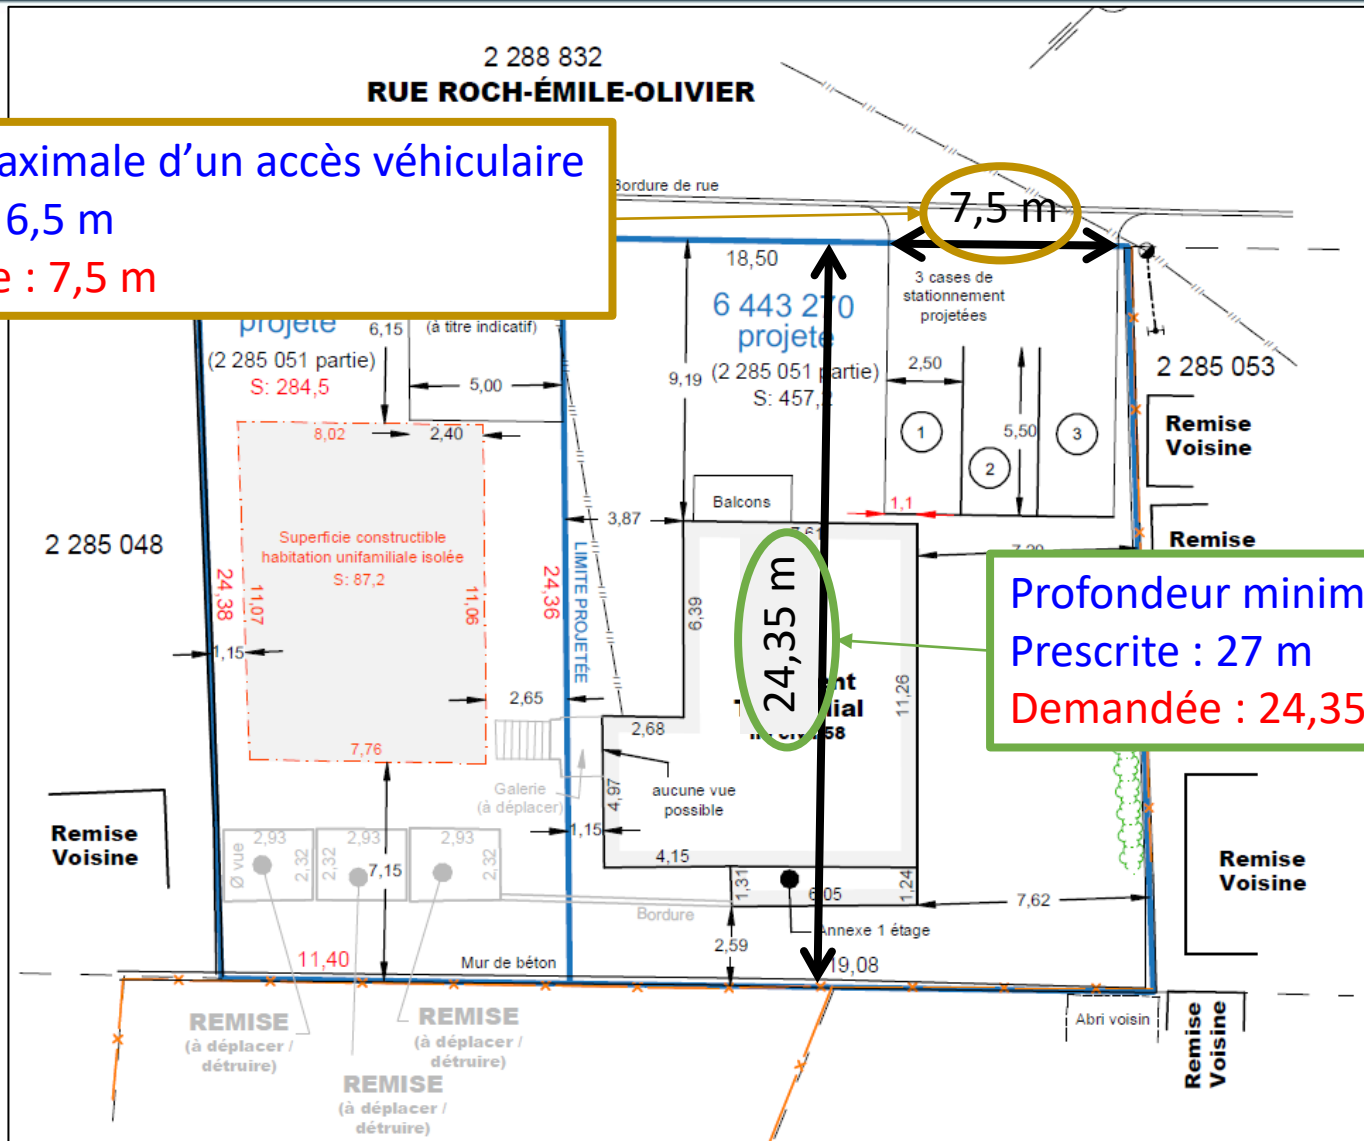 2 288 832
RUE ROCH-ÉMILE-OLIVIER
aximale d’un accès véhiculaire
6,5 m
e : 7,5 m
Bordure de rue
7,5 m
18,50
3 cases de
stationnement
projetées
6 443 270
projeté
(2 285 051 partie)
S: 457,2
9,19
projeté
(2 285 051 partie)
S: 284,5
6,15
(à titre indicatif)
5,00
8,02
2,40
2,50
5,50
1
2
3
2 285 053
Remise
Voisine
Remise
Balcons
1,1
3,87
7,61
2 285 048
Superficie constructible
habitation unifamiliale isolée
S: 87,2
24,38
11,07
11,06
24,36
LIMITE PROJETÉE
6,39
24,35 m
11,26
Profondeur minim
Prescrite : 27 m
Demandée : 24,35
1,15
2,65
2,68
7,76
Galerie
(à déplacer)
4,97
aucune vue
possible
1,15
4,15
Remise
Voisine
Ø vue
2,93
2,32
2,93
2,32
2,93
2,32
7,15
1,31
6,05
1,24
7,62
Remise
Voisine
Bordure
2,59
Annexe 1 étage
11,40
Mur de béton
19,08
REMISE
(à déplacer /
détruire)
REMISE
(à déplacer /
détruire)
REMISE
(à déplacer /
détruire)
Abri voisin
Remise
Voisine